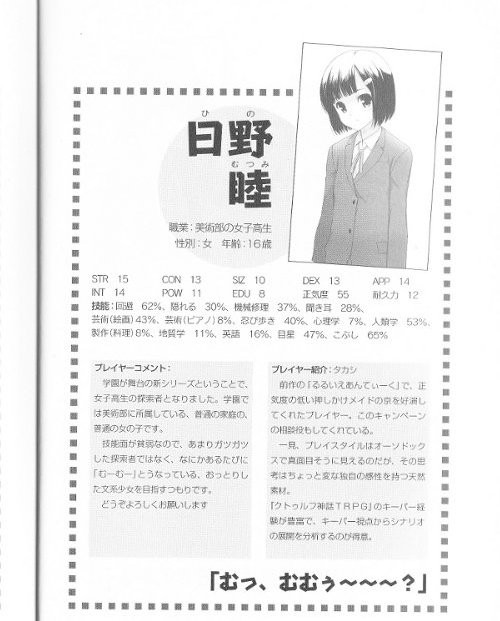 ひの
日野
むつみ
睦
職業：美術部の女子高生
性別：女　年齢：16歳
STR 15　CON 13　SIZ 10　DEX 13　APP 14
INT 14　POW 11　EDU 8　正気度 55　耐久力 12
技能：回避 62%、隠れる 30%、機械修理 37%、聞き耳 28%、
芸術（絵画）43%、芸術（ピアノ）8%、忍び歩き 40%、心理学 7%、人類学 53%、
製作（料理）8%、地質学 11%、英語 16%、目星 47%、こぶし 65%
プレイヤーコメント：
学園が舞台の新シリーズということで、
女子高生の探索者となりました。学園で
は美術部に所属している、普通の家庭の、
普通の女の子です。
技能面が貧弱なので、あまりガツガツ
した探索者ではなく、なにかあるたびに
「むーむー」とうなっている、おっとりし
た文系少女を目指すつもりです。
どうぞよろしくお願いします
プレイヤー紹介：タカシ
前作の『るるいえあんてぃーく』で、正
気度の低い押しかけメイドの京を好演し
てくれたプレイヤー。このキャンペーン
の相談役もしてくれている。
一見、プレイスタイルはオーソドック
スで真面目そうに見えるのだが、その思
考はちょっと変な独自の感性を持つ天然
素材。
『クトゥルフ神話TRPG』のキーパー経
験が豊富で、キーパー視点からシナリオ
の展開を分析するのが得意。
「むっ、むむぅ～～～？」